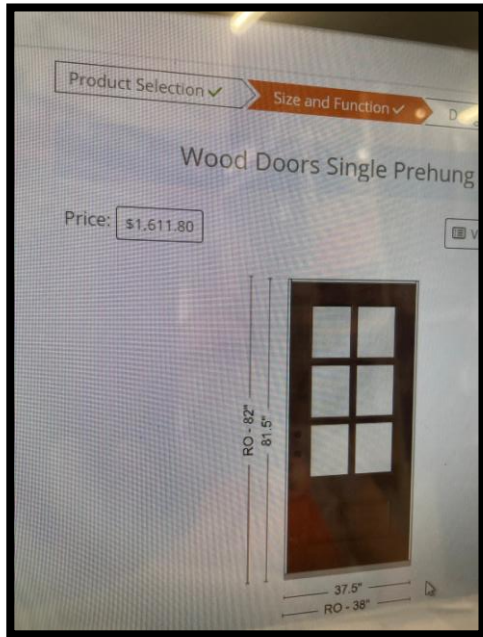 Product Selection ✓
Size and Function ✓
D
Wood Doors Single Prehung
Price: $1,611.80
V
RO - 82"
81.5"
37.5"
RO - 38"